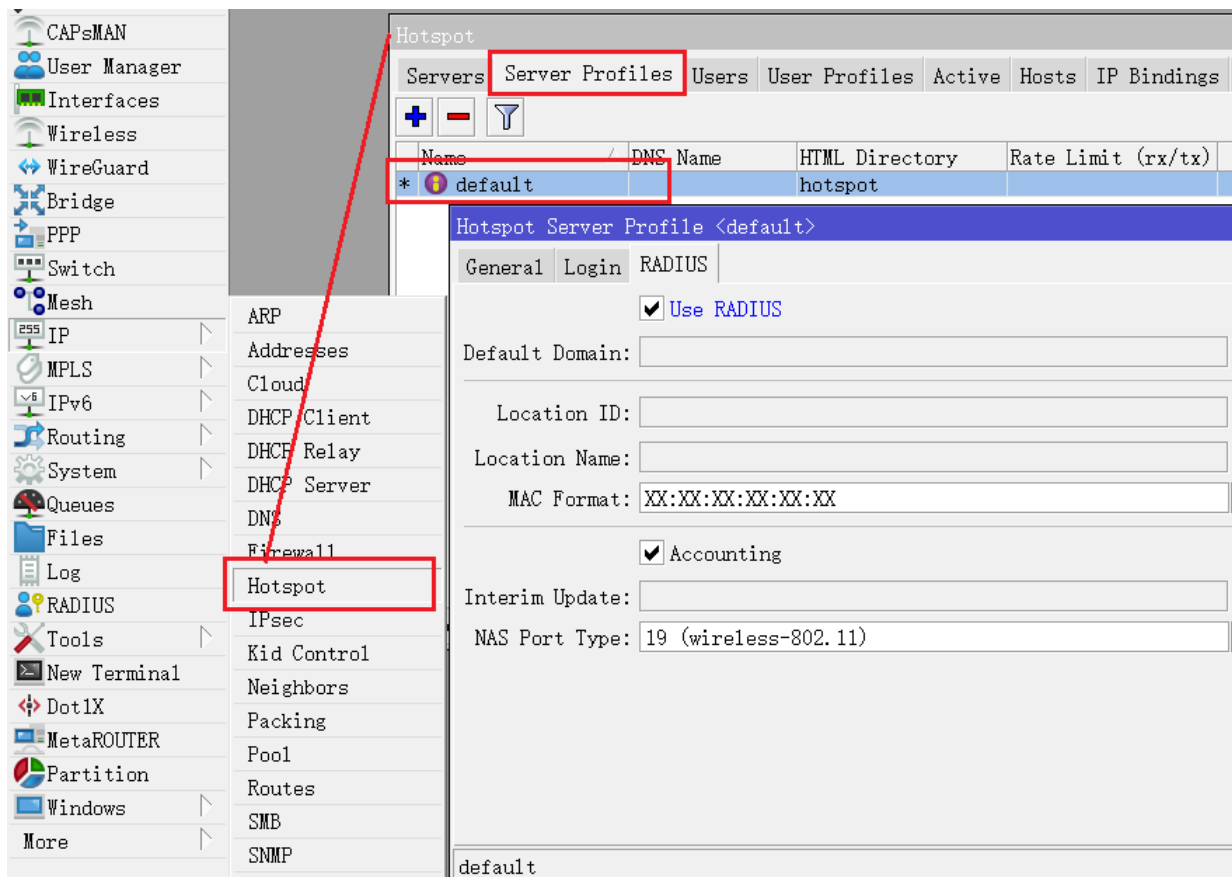 CAPsMAN
User Manager
Interfaces
Wireless
WireGuard
Bridge
PPP
Switch
Mesh
255 IP
MPLS
v6 IPv6
Routing
System
Queues
Files
Log
RADIUS
Tools
New Terminal
Dot1X
MetaROUTER
Partition
Windows
More
ARP
Addresses
Cloud
DHCP Client
DHCP Relay
DHCP Server
DNS
Firewall
Hotspot
IPsec
Kid Control
Neighbors
Packing
Pool
Routes
SMB
SNMP
Hotspot
Servers Server Profiles Users User Profiles Active Hosts IP Bindings
Name DNS Name HTML Directory Rate Limit (rx/tx)
* default hotspot
Hotspot Server Profile <default>
General Login RADIUS
Use RADIUS
Default Domain:
Location ID:
Location Name:
MAC Format: XX:XX:XX:XX:XX:XX
Accounting
Interim Update:
NAS Port Type: 19 (wireless-802.11)
default